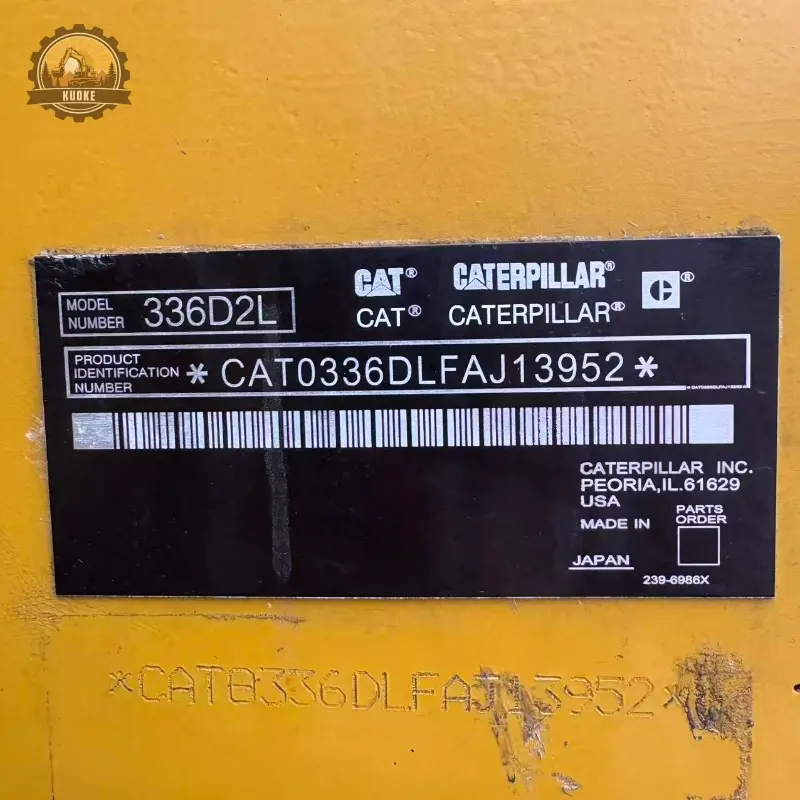 KUOKE
CAT® CATERPILLAR® C®
MODEL NUMBER 336D2L
CAT® CATERPILLAR®
PRODUCT IDENTIFICATION NUMBER *CAT0336DLFAJ13952*
CATERPILLAR INC.
PEORIA,IL.61629
USA
MADE IN
JAPAN
PARTS ORDER
239-6986X
*CAT0336DLFAJ13952*